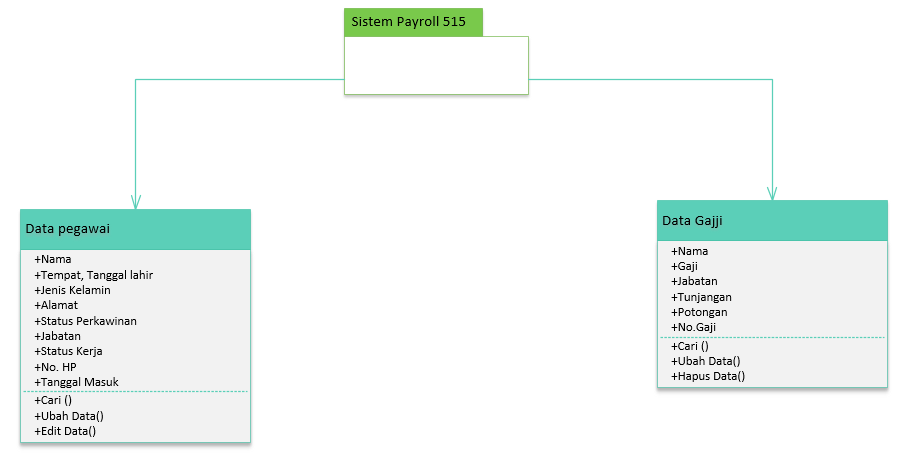 Sistem Payroll 515
Data pegawai
+Nama
+Tempat, Tanggal lahir
+Jenis Kelamin
+Alamat
+Status Perkawinan
+Jabatan
+Status Kerja
+No. HP
+Tanggal Masuk
+Cari ()
+Ubah Data()
+Edit Data()
Data Gajji
+Nama
+Gaji
+Jabatan
+Tunjangan
+Potongan
+No.Gaji
+Cari ()
+Ubah Data()
+Hapus Data()